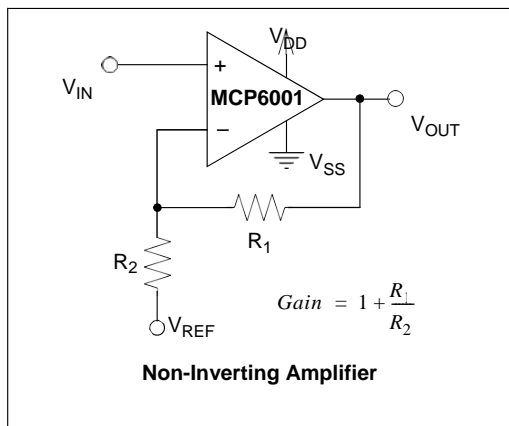 VDD
VIN
+
MCP6001
−
VOUT
VSS
R1
R2
VREF
Gain = 1 + R1/R2
Non-Inverting Amplifier